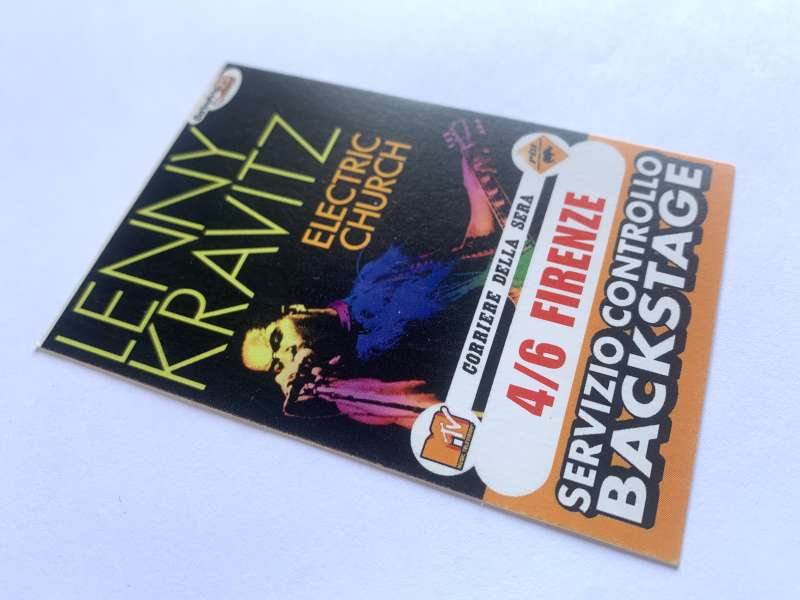 LENNY
KRAVITZ
ELECTRIC
CHURCH
CORRIERE DELLA SERA
4/6 FIRENZE
SERVIZIO CONTROLLO
BACKSTAGE